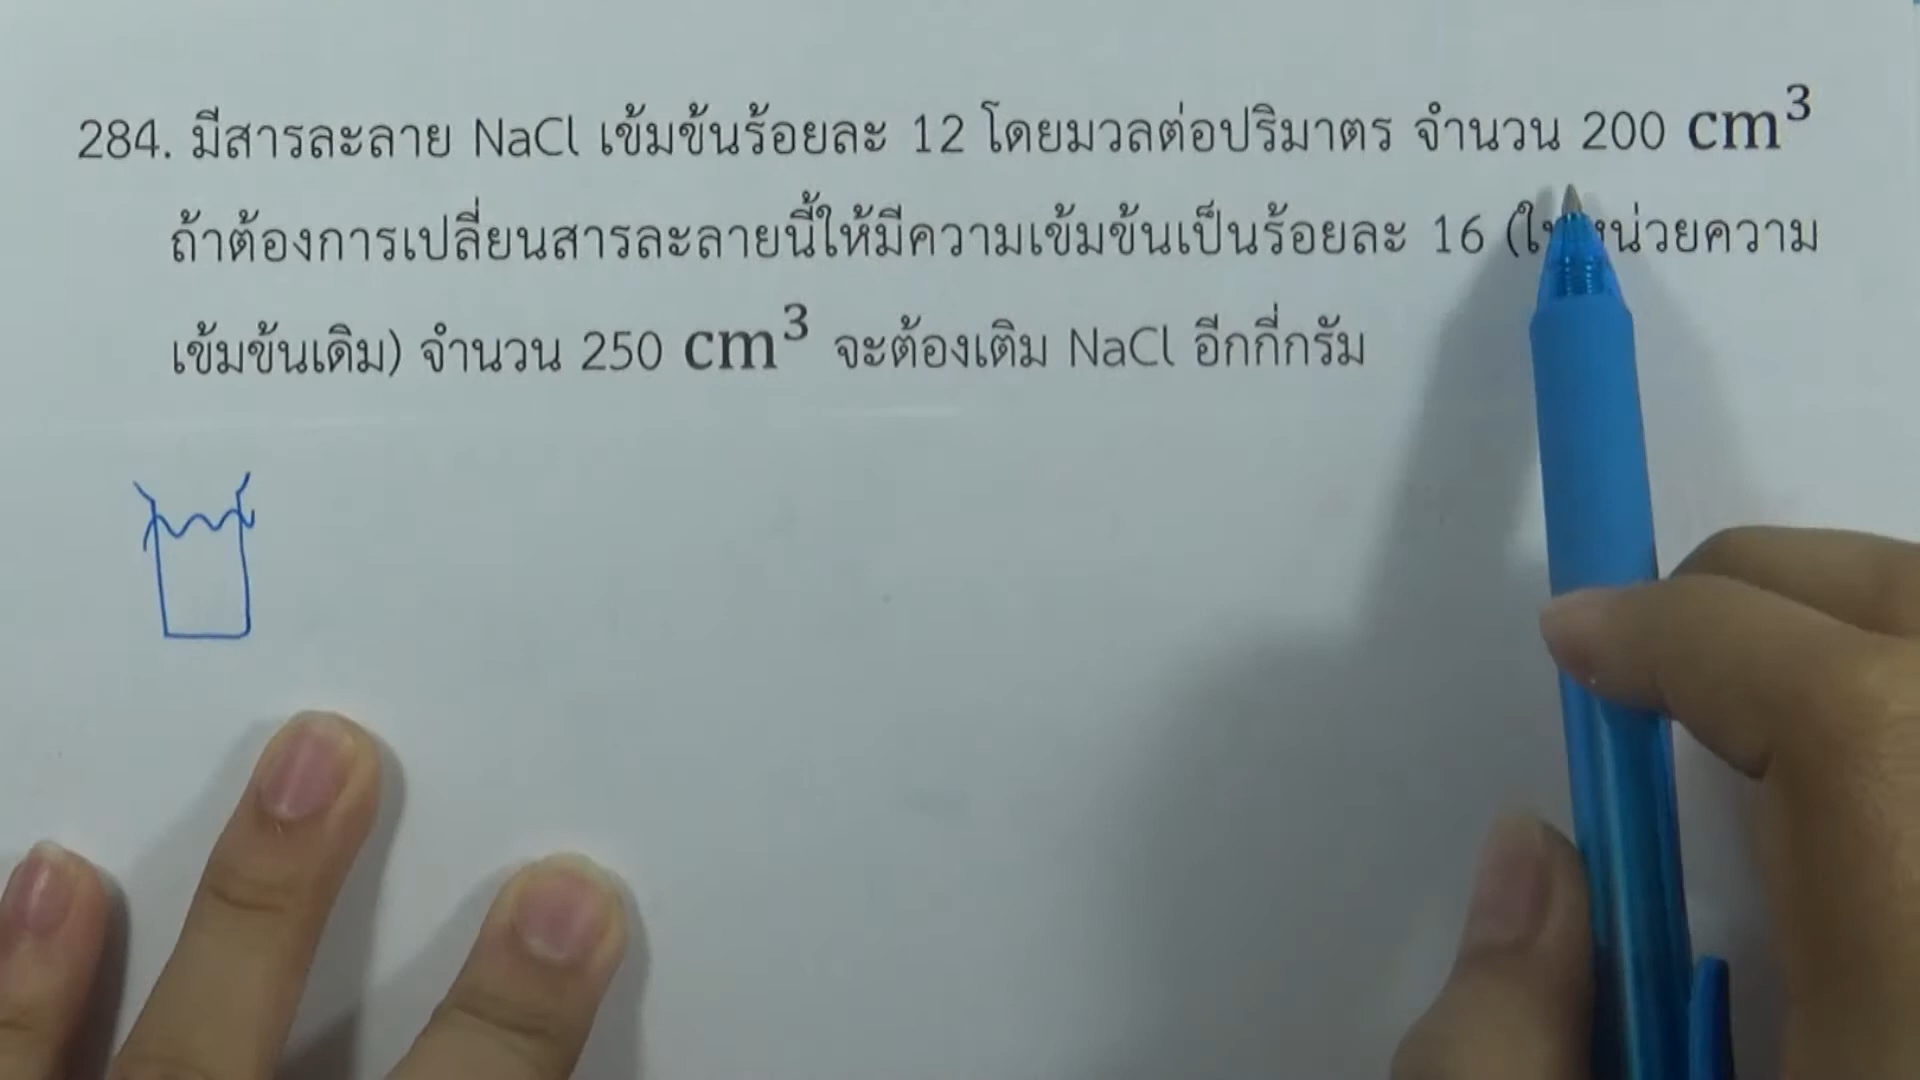 284. มีสารละลาย NaCl เข้มข้นร้อยละ 12 โดยมวลต่อปริมาตร จำนวน 200 cm³
ถ้าต้องการเปลี่ยนสารละลายนี้ให้มีความเข้มข้นเป็นร้อยละ 16 (ในหน่วยความ
เข้มข้นเดิม) จำนวน 250 cm³ จะต้องเติม NaCl อีกกี่กรัม